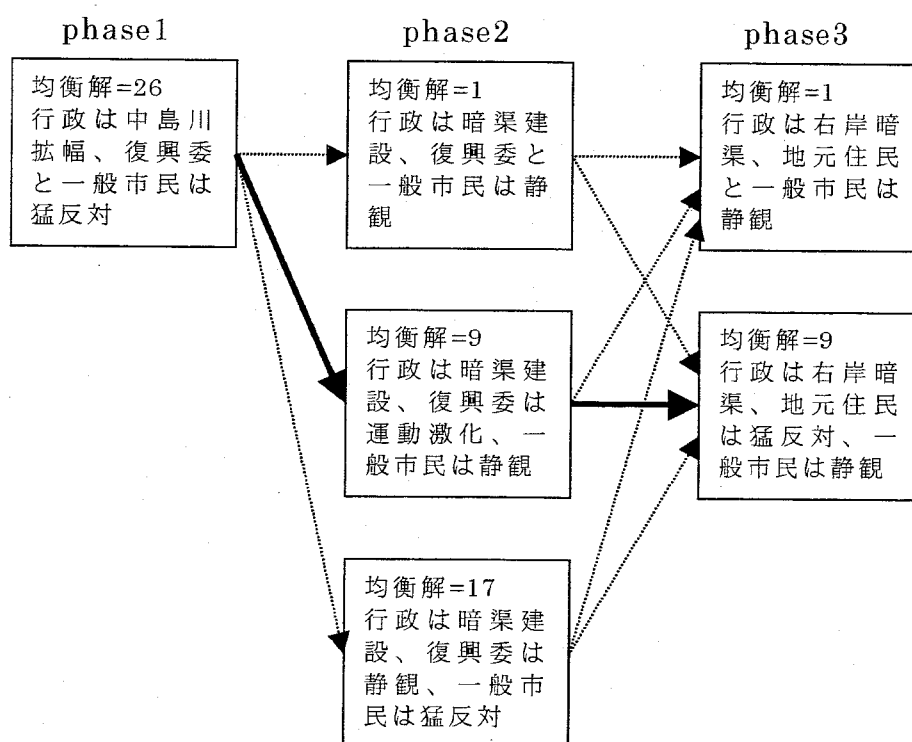 phase1
均衡解=26
行政は中島川
拡幅、復興委
と一般市民は
猛反対
phase2
均衡解=1
行政は暗渠建
設、復興委と
一般市民は静
観
均衡解=9
行政は暗渠建
設、復興委は
運動激化、一
般市民は静観
均衡解=17
行政は暗渠建
設、復興委は
静観、一般市
民は猛反対
phase3
均衡解=1
行政は右岸暗
渠、地元住民
と一般市民は
静観
均衡解=9
行政は右岸暗
渠、地元住民
は猛反対、一
般市民は静観